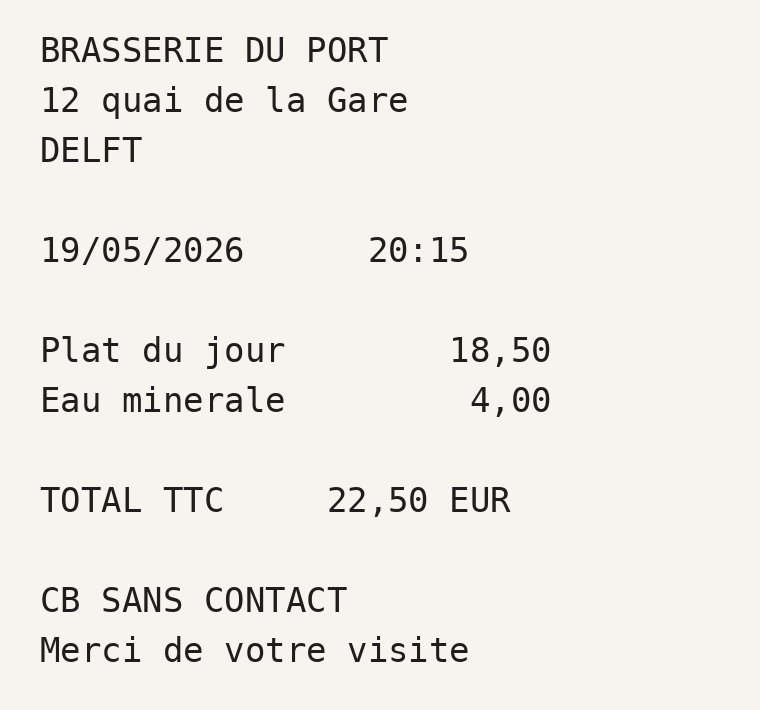 BRASSERIE DU PORT
12 quai de la Gare
DELFT
19/05/2026 20:15
Plat du jour 18,50
Eau minerale 4,00
TOTAL TTC 22,50 EUR
CB SANS CONTACT
Merci de votre visite